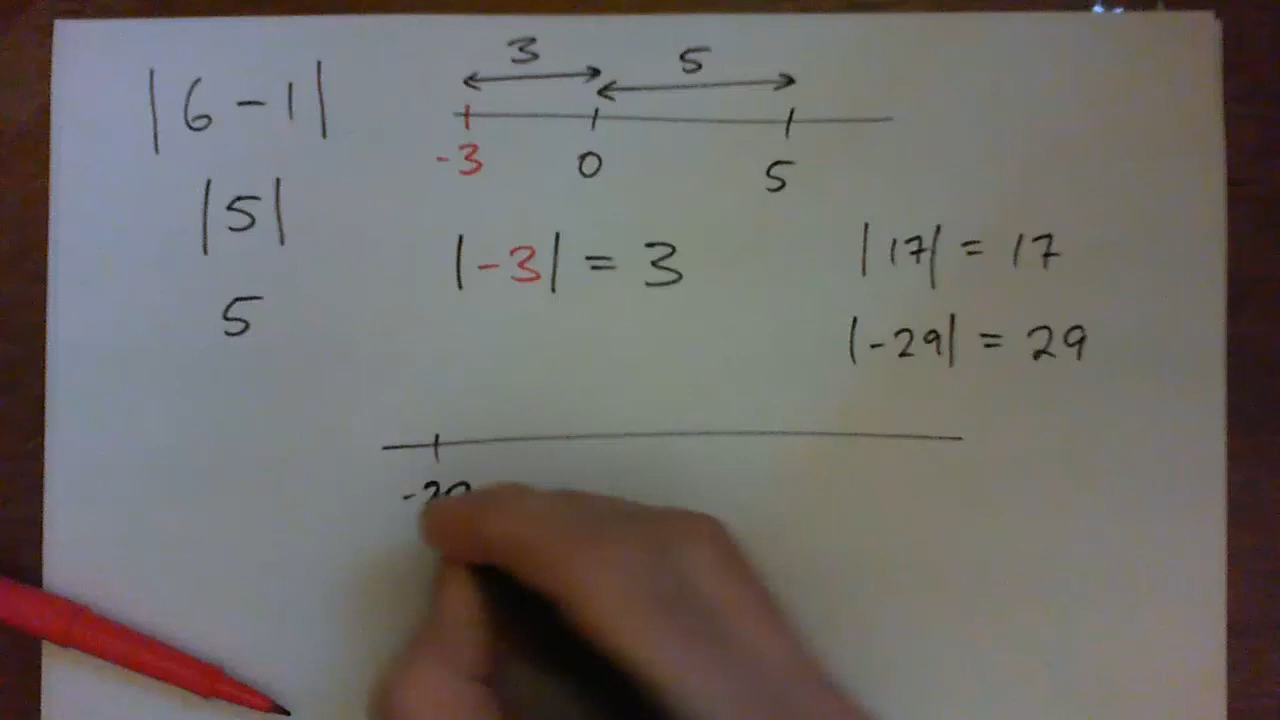 |6-1|
|5|
5
3 5
-3 0 5
|-3| = 3
|17| = 17
|-29| = 29